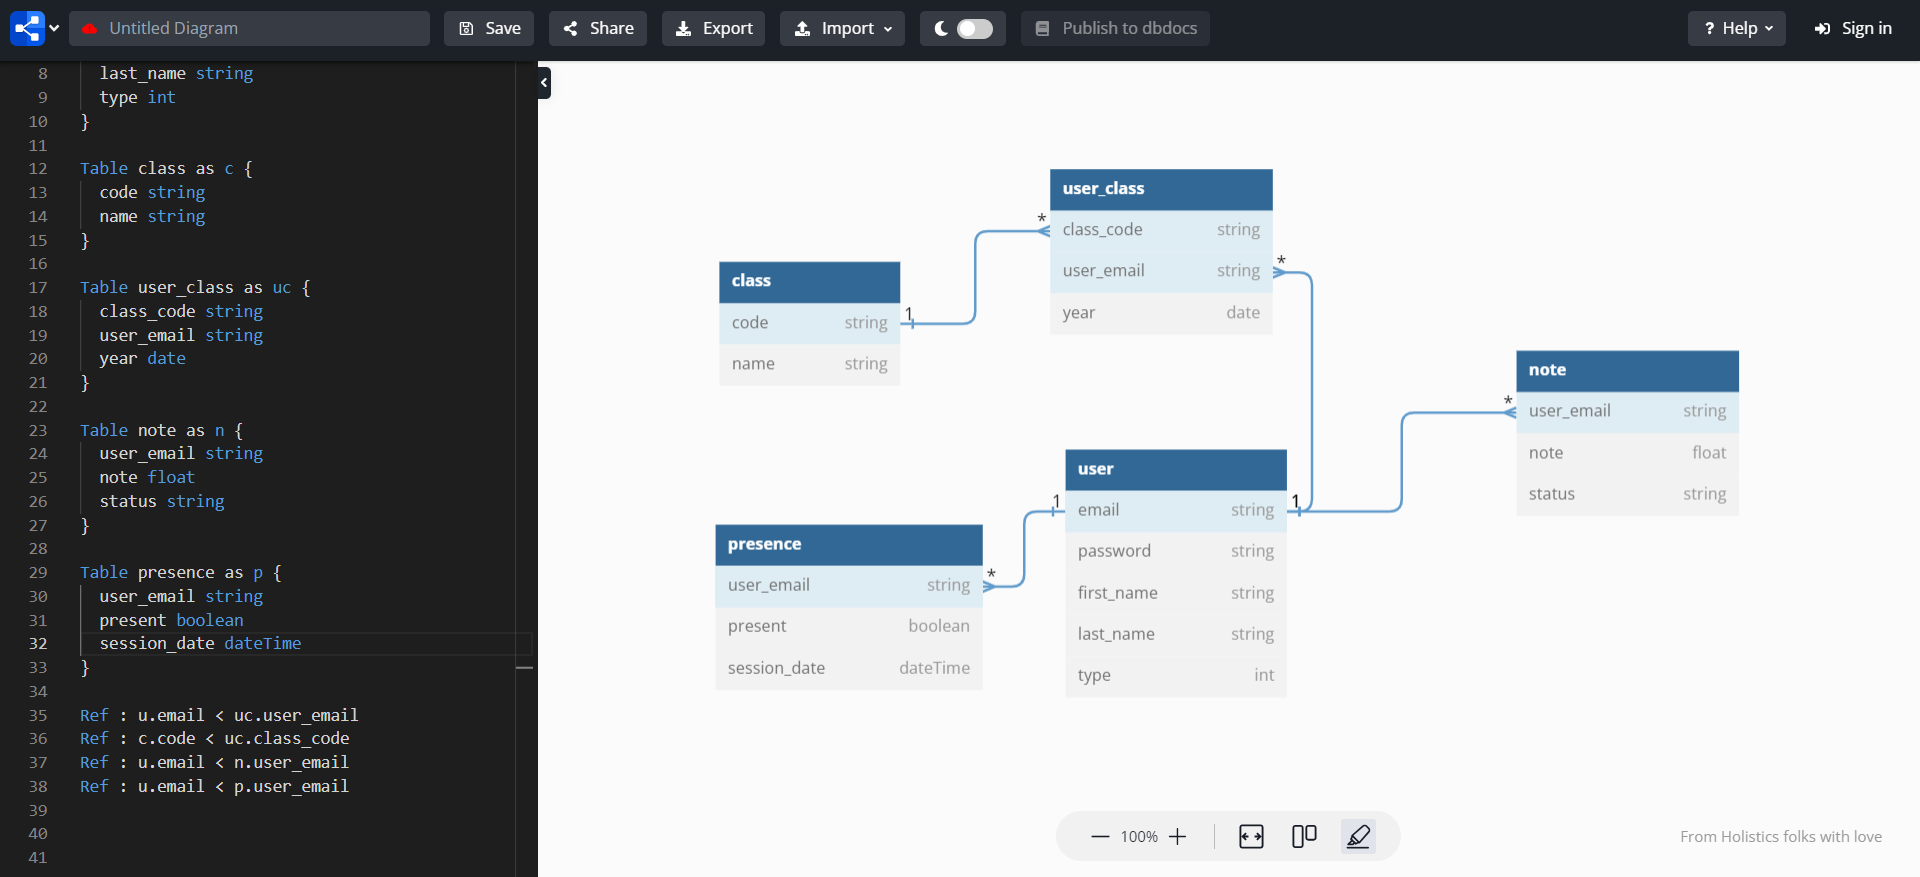 Untitled Diagram
Save
Share
Export
Import
Publish to dbdocs
? Help
Sign in
8 last_name string
9 type int
10 }
11
12 Table class as c {
13 code string
14 name string
15 }
16
17 Table user_class as uc {
18 class_code string
19 user_email string
20 year date
21 }
22
23 Table note as n {
24 user_email string
25 note float
26 status string
27 }
28
29 Table presence as p {
30 user_email string
31 present boolean
32 session_date dateTime
33 }
34
35 Ref : u.email < uc.user_email
36 Ref : c.code < uc.class_code
37 Ref : u.email < n.user_email
38 Ref : u.email < p.user_email
39
40
41
user_class
* class_code string
user_email string *
year date
class
code string 1
name string
note
* user_email string
note float
status string
user
1 email string 1
password string
first_name string
last_name string
type int
presence
user_email string *
present boolean
session_date dateTime
100%
From Holistics folks with love